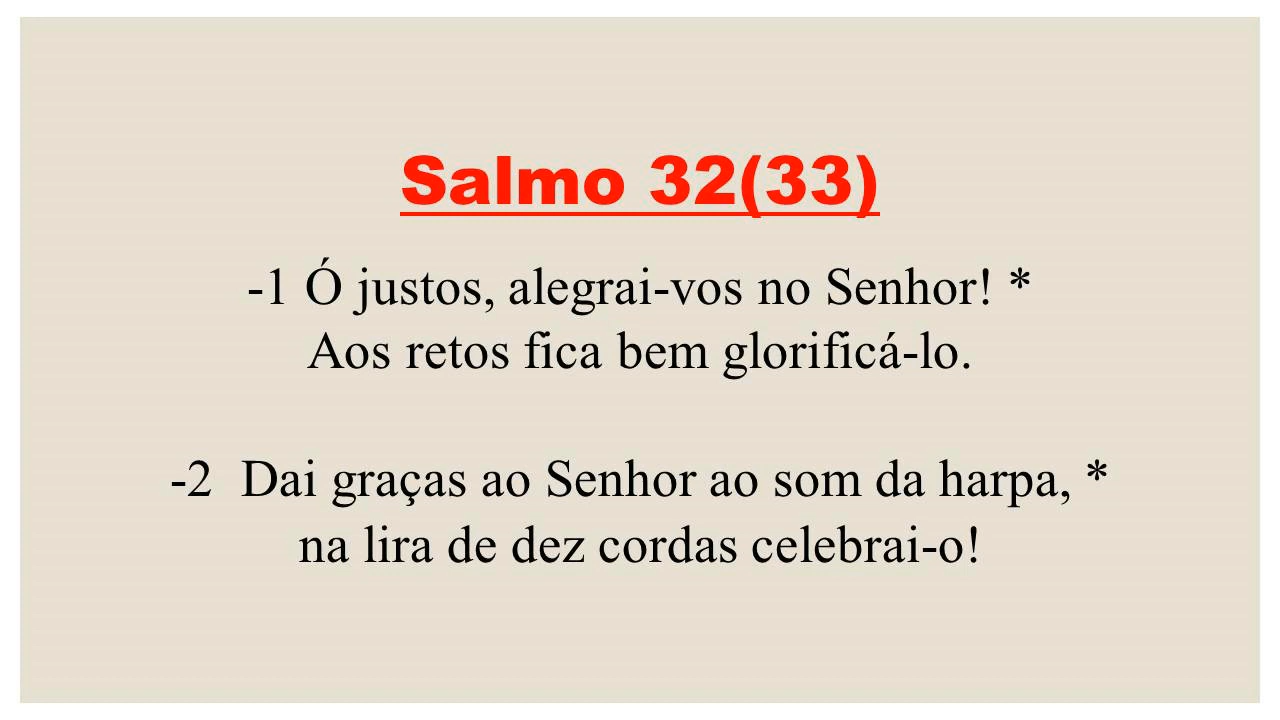 Salmo 32(33)
-1 Ó justos, alegrai-vos no Senhor! *
Aos retos fica bem glorificá-lo.
-2  Dai graças ao Senhor ao som da harpa, *
na lira de dez cordas celebrai-o!